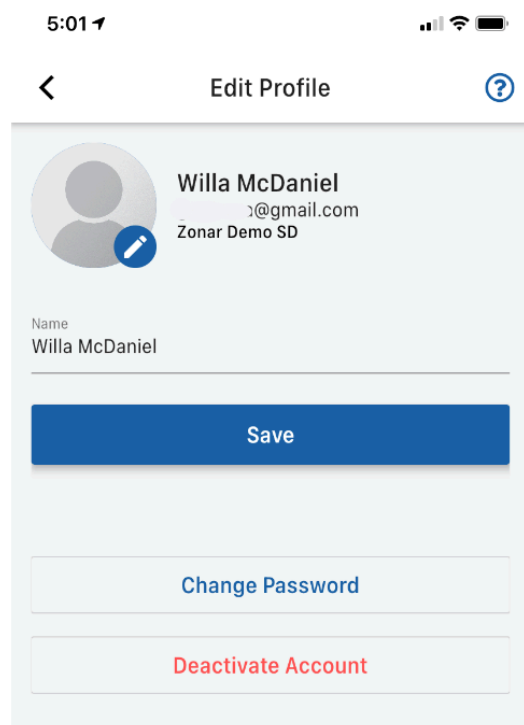 5:01
Edit Profile
?
Willa McDaniel
@gmail.com
Zonar Demo SD
Name
Willa McDaniel
Save
Change Password
Deactivate Account